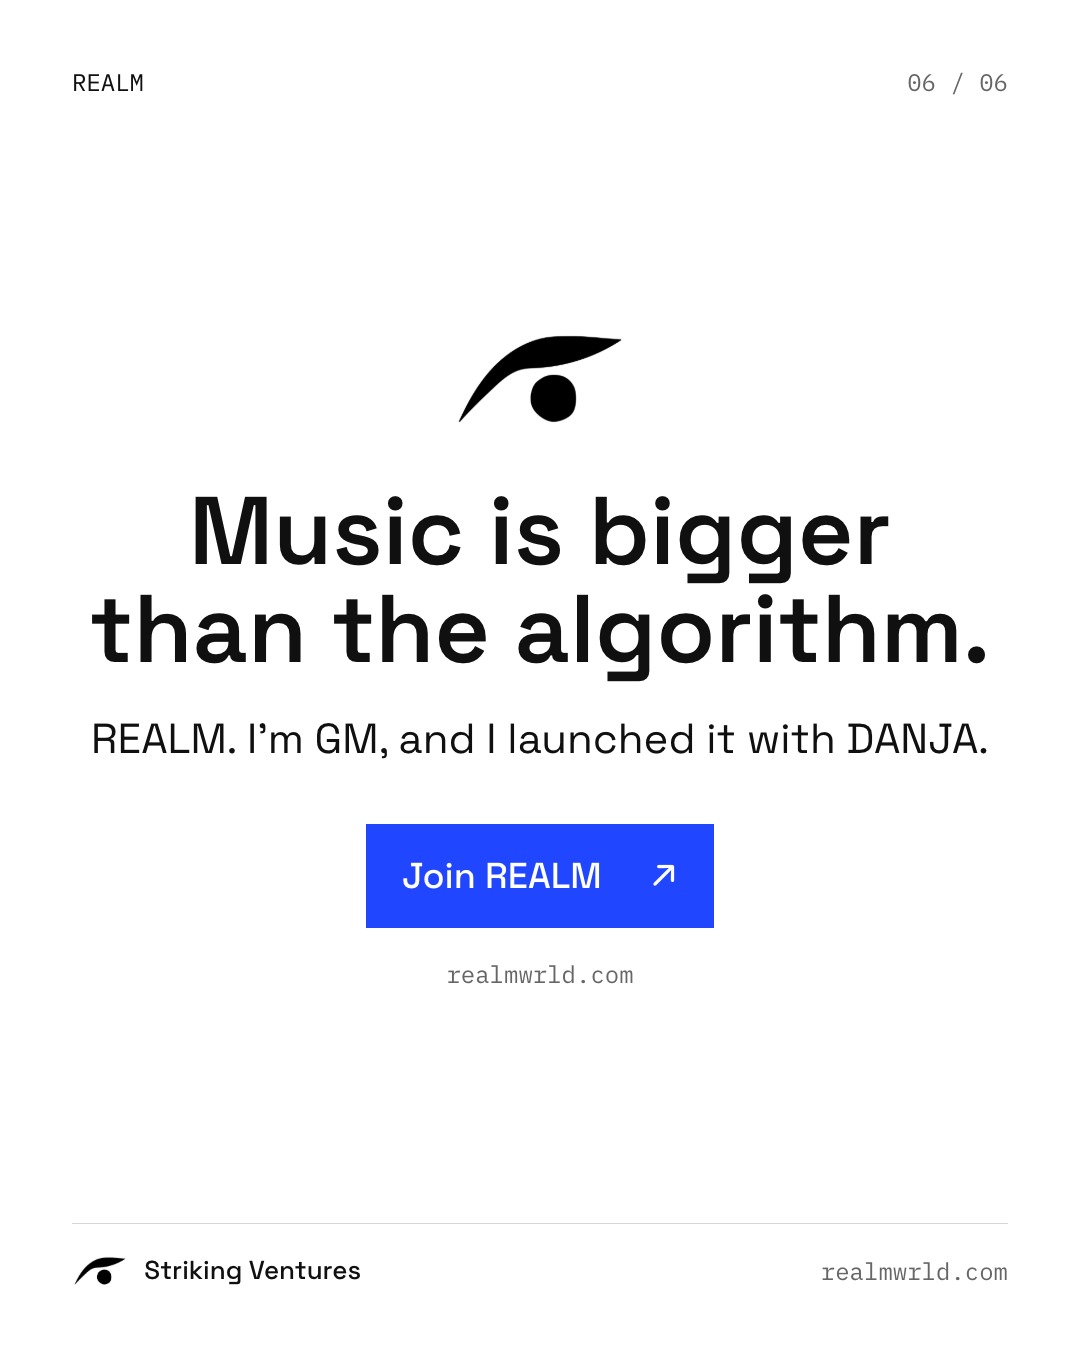 REALM
06 / 06
Music is bigger
than the algorithm.
REALM. I’m GM, and I launched it with DANJA.
Join REALM
realmwrld.com
Striking Ventures
realmwrld.com